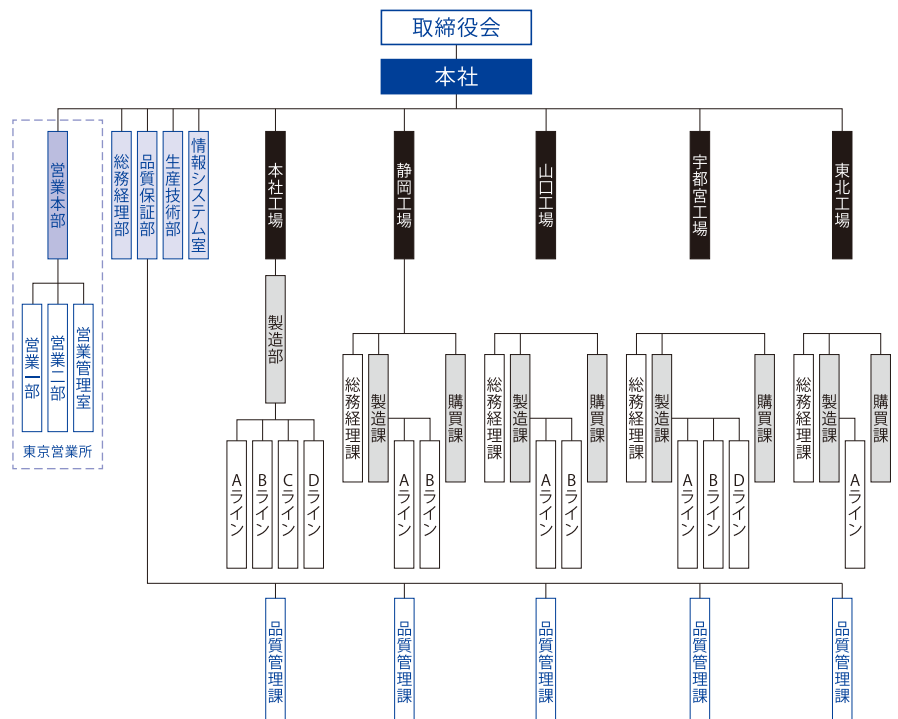 取締役会
本社
営業本部
総務経理部
品質保証部
生産技術部
情報システム室
本社工場
静岡工場
山口工場
宇都宮工場
東北工場
営業一部
営業二部
営業管理室
東京営業所
製造部
Aライン
Bライン
Cライン
Dライン
総務経理課
製造課
購買課
Aライン
Bライン
総務経理課
製造課
購買課
Aライン
Bライン
総務経理課
製造課
購買課
Aライン
Bライン
Dライン
総務経理課
製造課
購買課
Aライン
品質管理課
品質管理課
品質管理課
品質管理課
品質管理課